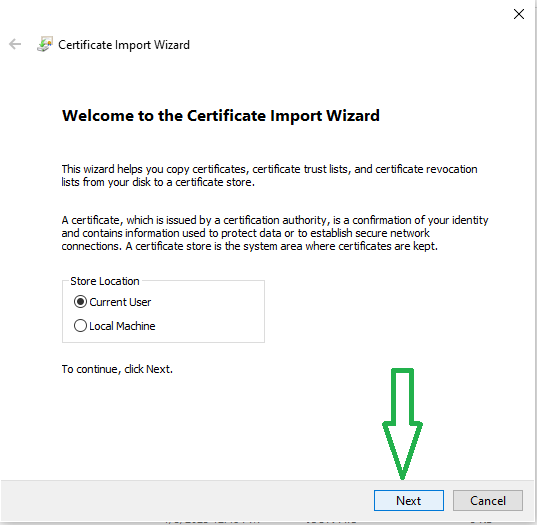 Certificate Import Wizard
Welcome to the Certificate Import Wizard
This wizard helps you copy certificates, certificate trust lists, and certificate revocation
lists from your disk to a certificate store.
A certificate, which is issued by a certification authority, is a confirmation of your identity
and contains information used to protect data or to establish secure network
connections. A certificate store is the system area where certificates are kept.
Store Location
Current User
Local Machine
To continue, click Next.
Next
Cancel